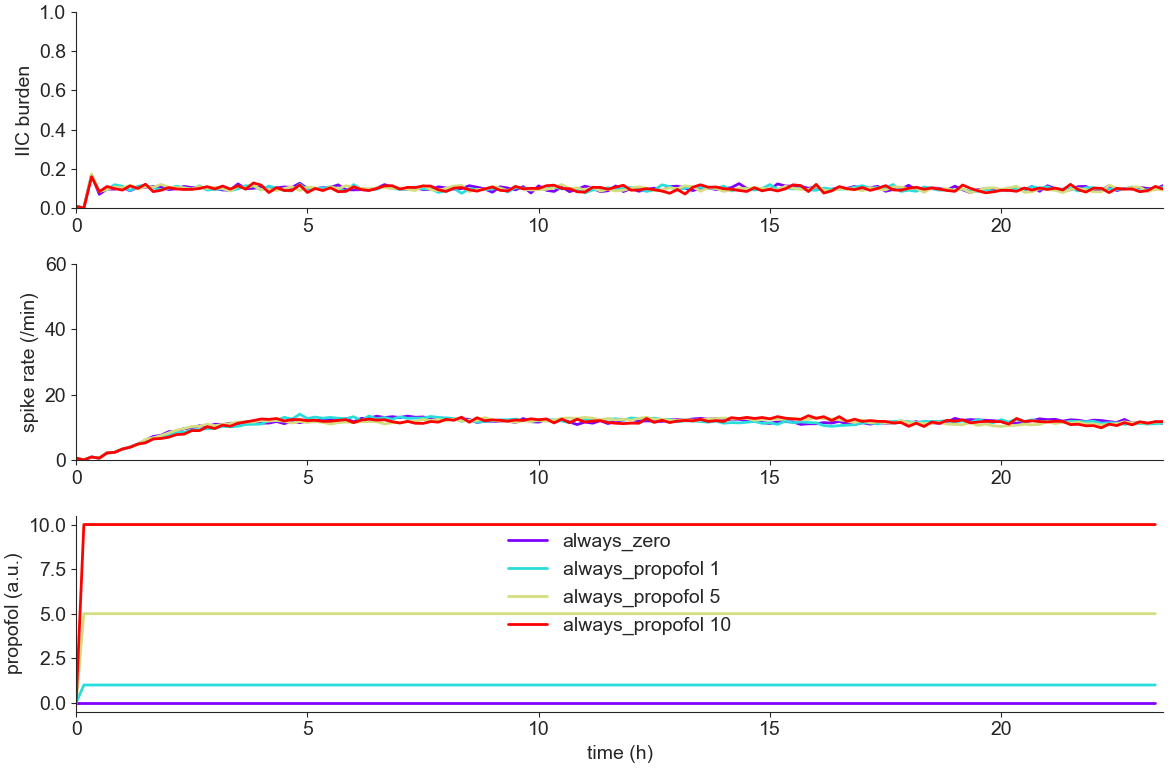 1.0
0.8
0.6
0.4
0.2
0.0
IIC burden
0 5 10 15 20
60
40
20
0
spike rate (/min)
0 5 10 15 20
10.0
7.5
5.0
2.5
0.0
propofol (a.u.)
always_zero
always_propofol 1
always_propofol 5
always_propofol 10
0 5 10 15 20
time (h)